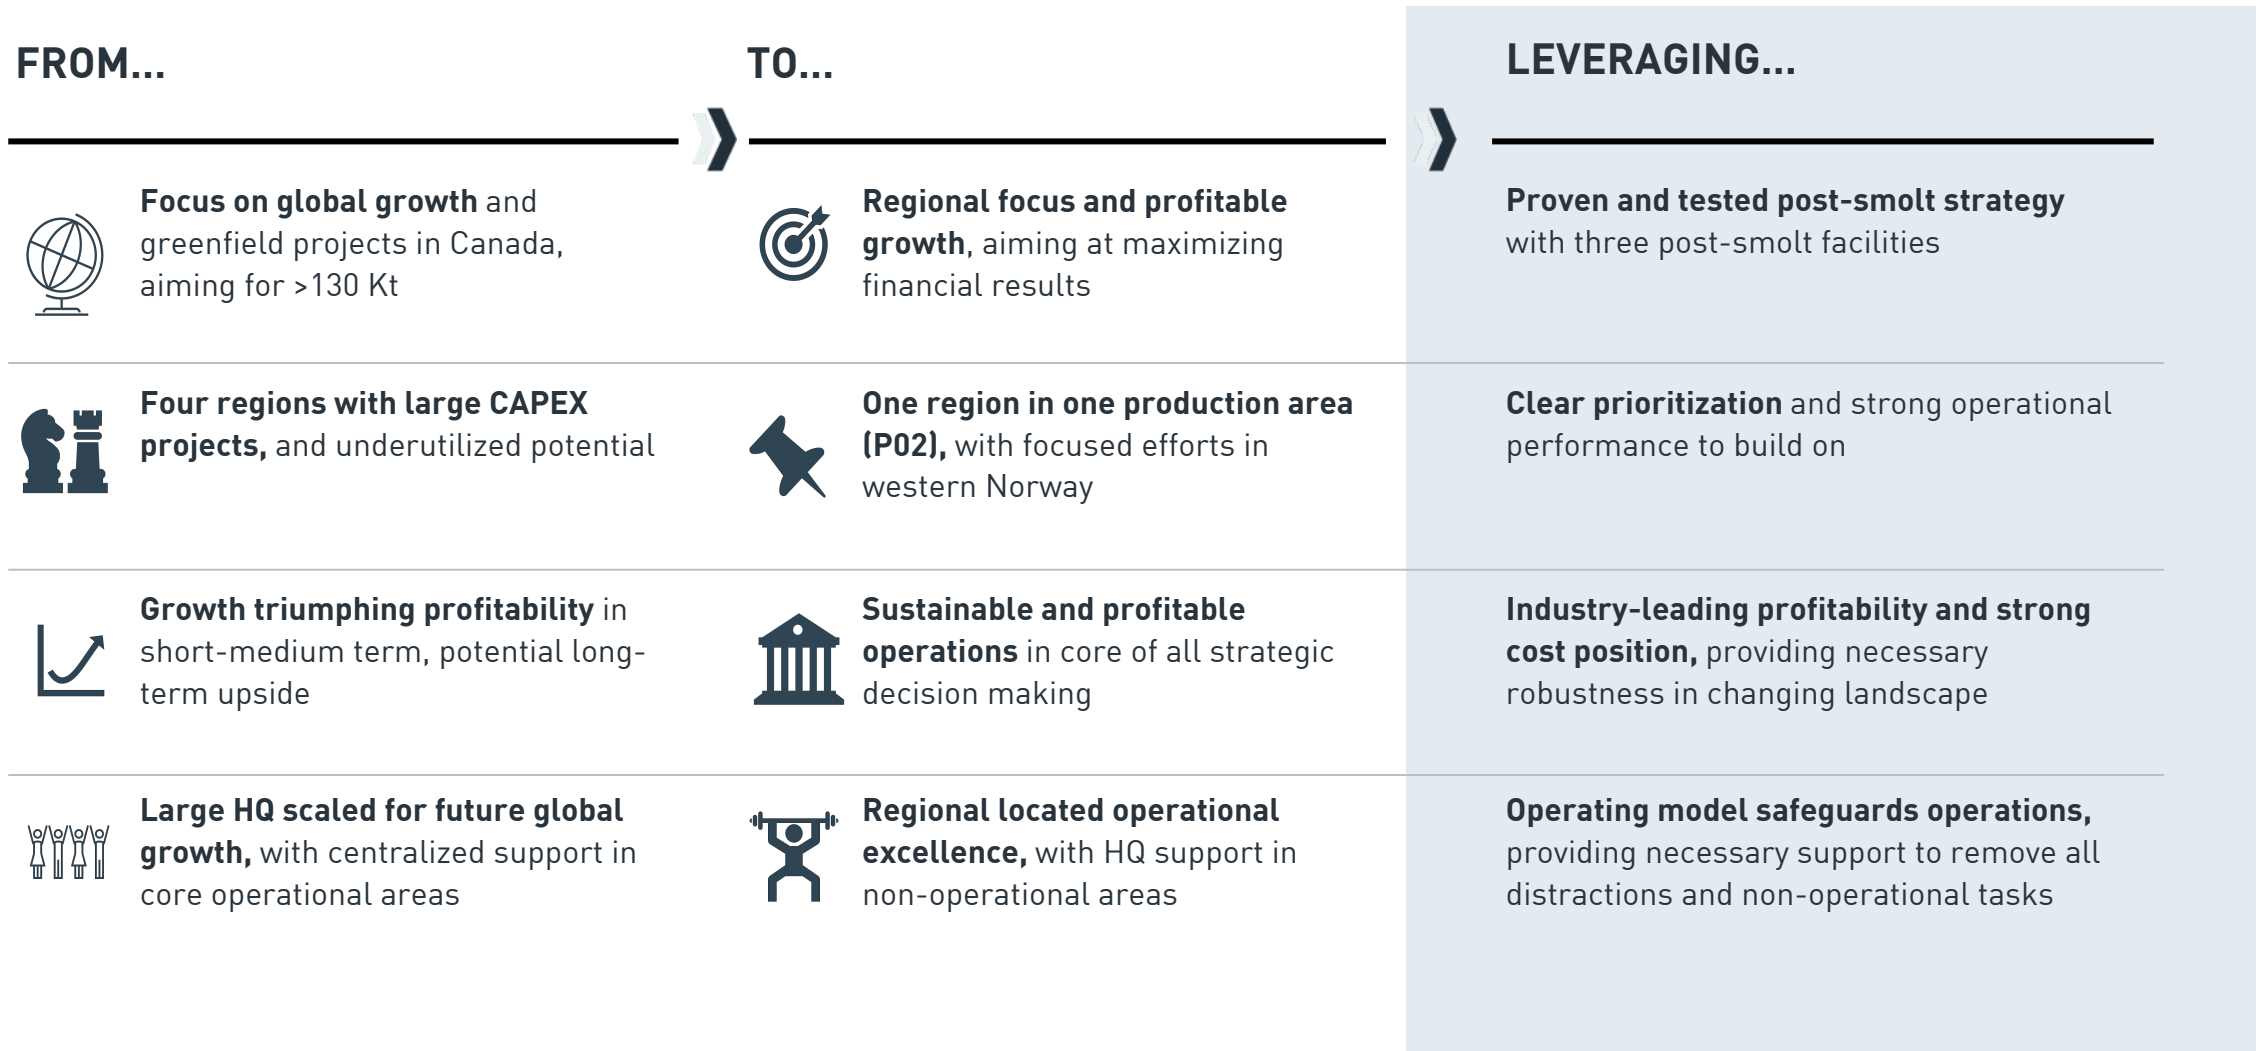 FROM...
TO...
LEVERAGING...
Focus on global growth and
greenfield projects in Canada,
aiming for >130 Kt
Regional focus and profitable
growth, aiming at maximizing
financial results
Proven and tested post-smolt strategy
with three post-smolt facilities
Four regions with large CAPEX
projects, and underutilized potential
One region in one production area
(P02), with focused efforts in
western Norway
Clear prioritization and strong operational
performance to build on
Growth triumphing profitability in
short-medium term, potential long-
term upside
Sustainable and profitable
operations in core of all strategic
decision making
Industry-leading profitability and strong
cost position, providing necessary
robustness in changing landscape
Large HQ scaled for future global
growth, with centralized support in
core operational areas
Regional located operational
excellence, with HQ support in
non-operational areas
Operating model safeguards operations,
providing necessary support to remove all
distractions and non-operational tasks